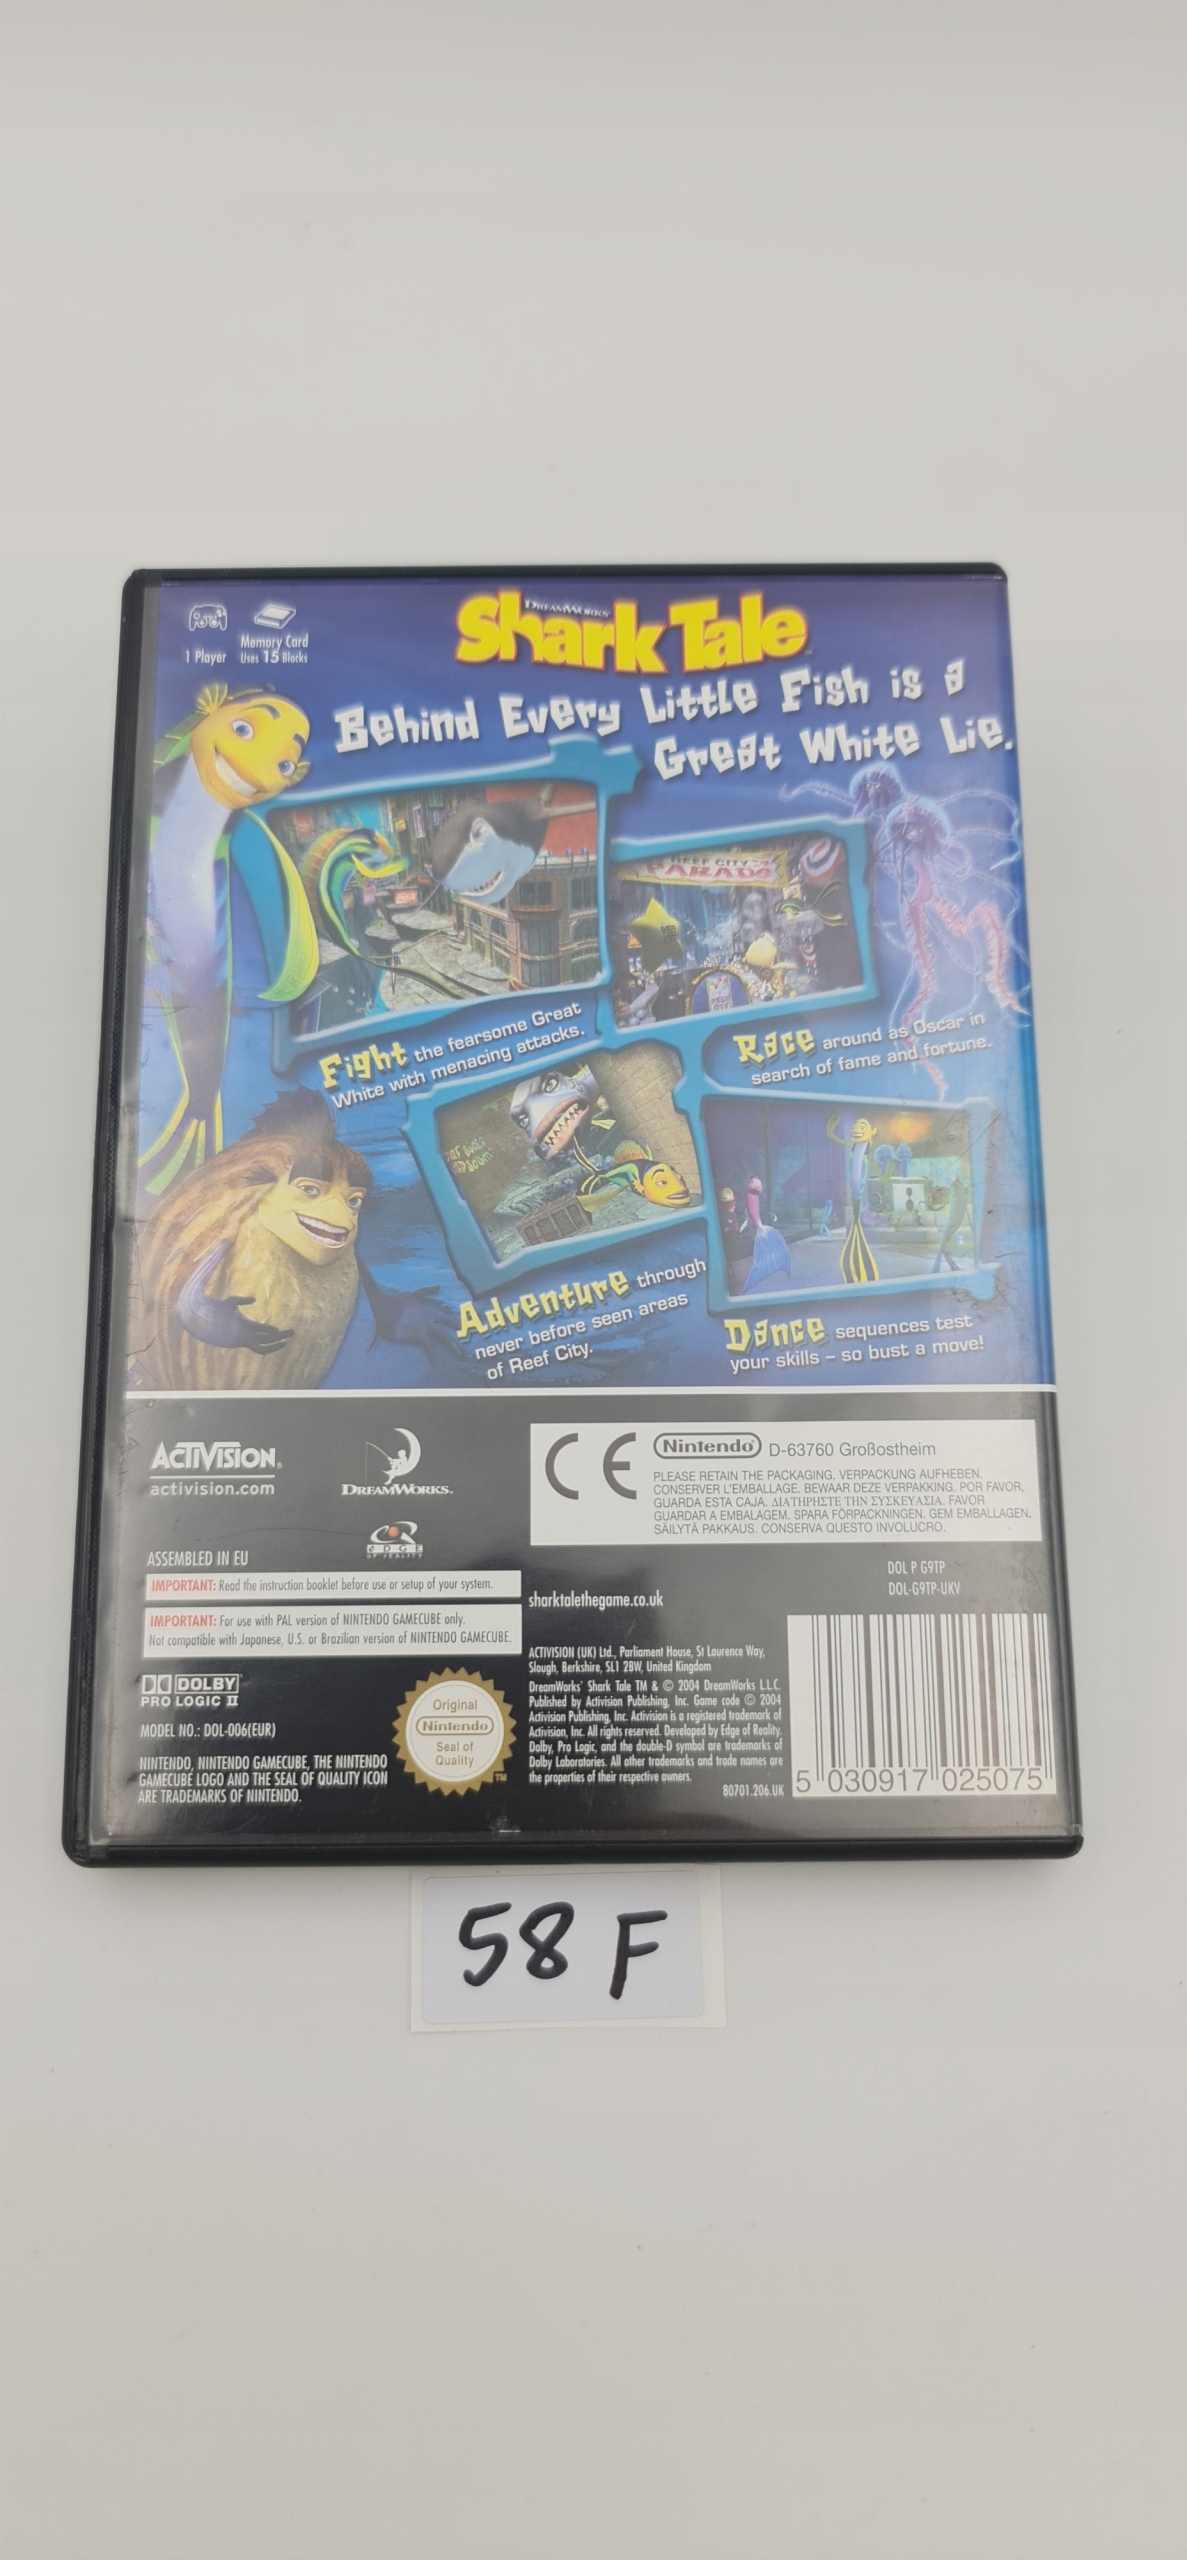 DREAMWORKS
Shark Tale
1 Player
Memory Card
Uses 15 Blocks
Behind Every Little Fish is a
Great White Lie.
REEF CITY
PARADE
Fight the fearsome Great
White with menacing attacks.
Race around as Oscar in
search of fame and fortune.
Adventure through
never before seen areas
of Reef City.
Dance sequences test
your skills – so bust a move!
ACTIVISION®
activision.com
DREAMWORKS.
EDGE
OF REALITY
CE
Nintendo® D-63760 Großostheim
PLEASE RETAIN THE PACKAGING. VERPACKUNG AUFHEBEN.
CONSERVER L'EMBALLAGE. BEWAAR DEZE VERPAKKING. POR FAVOR,
GUARDA ESTA CAJA. ΔΙΑΤΗΡΗΣΤΕ ΤΗΝ ΣΥΣΚΕΥΑΣΙΑ. FAVOR
GUARDAR A EMBALAGEM. SPARA FÖRPACKNINGEN. GEM EMBALLAGEN.
SÄILYTÄ PAKKAUS. CONSERVA QUESTO INVOLUCRO.
ASSEMBLED IN EU
IMPORTANT: Read the instruction booklet before use or setup of your system.
IMPORTANT: For use with PAL version of NINTENDO GAMECUBE only.
Not compatible with Japanese, U.S. or Brazilian version of NINTENDO GAMECUBE.
DOLBY
PRO LOGIC II
MODEL NO.: DOL-006(EUR)
NINTENDO, NINTENDO GAMECUBE, THE NINTENDO
GAMECUBE LOGO AND THE SEAL OF QUALITY ICON
ARE TRADEMARKS OF NINTENDO.
Original
Nintendo
Seal of
Quality
TM
DOL P G9TP
DOL-G9TP-UKV
sharktalethegame.co.uk
ACTIVISION (UK) Ltd., Parliament House, St Laurence Way,
Slough, Berkshire, SL1 2BW, United Kingdom
DreamWorks' Shark Tale TM & © 2004 DreamWorks L.L.C.
Published by Activision Publishing, Inc. Game code © 2004
Activision Publishing, Inc. Activision is a registered trademark of
Activision, Inc. All rights reserved. Developed by Edge of Reality.
Dolby, Pro Logic, and the double-D symbol are trademarks of
Dolby Laboratories. All other trademarks and trade names are
the properties of their respective owners.
80701.206.UK
5 030917 025075
58 F